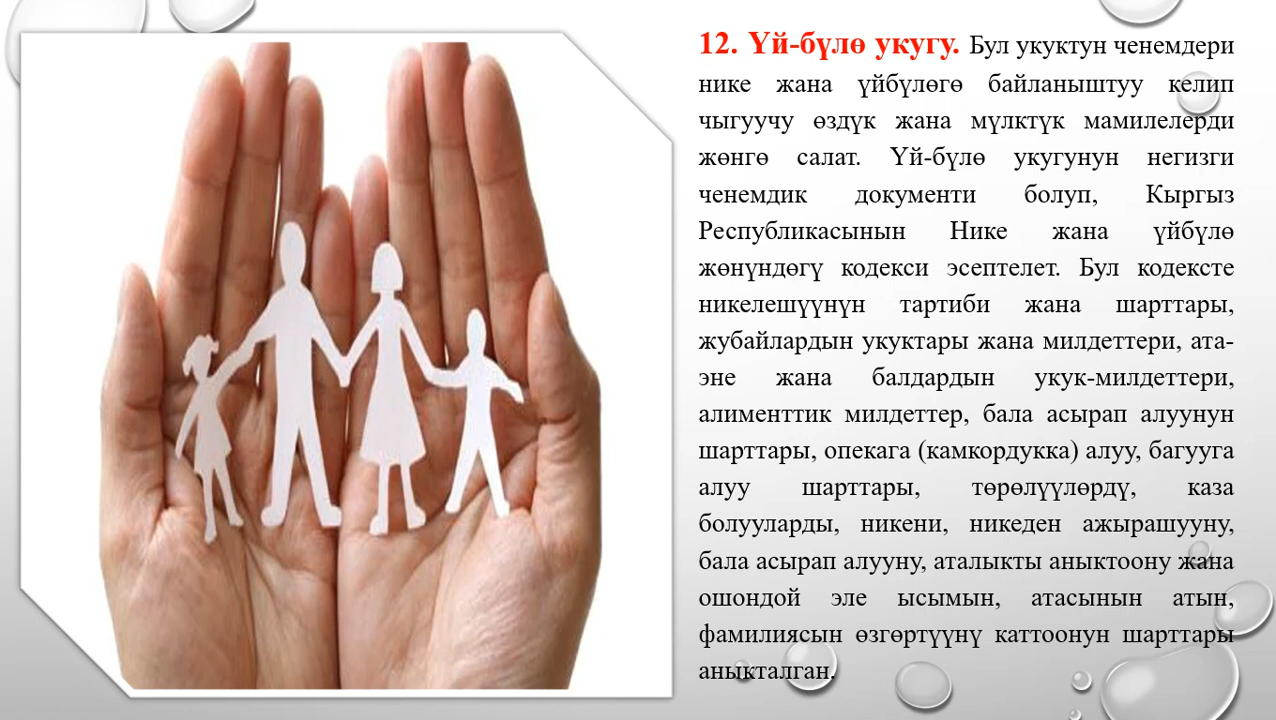 12. Үй-бүлө укугу. Бул укуктун ченемдери
нике жана үйбүлөгө байланыштуу келип
чыгуучу өздүк жана мүлктүк мамилелерди
жөнгө салат. Үй-бүлө укугунун негизги
ченемдик документи болуп, Кыргыз
Республикасынын Нике жана үйбүлө
жөнүндөгү кодекси эсептелет. Бул кодексте
никелешүүнүн тартиби жана шарттары,
жубайлардын укуктары жана милдеттери, ата-
эне жана балдардын укук-милдеттери,
алименттик милдеттер, бала асырап алуунун
шарттары, опекага (камкордукка) алуу, багууга
алуу шарттары, төрөлүүлөрдү, каза
болууларды, никени, никеден ажырашууну,
бала асырап алууну, аталыкты аныктоону жана
ошондой эле ысымын, атасынын атын,
фамилиясын өзгөртүүнү каттоонун шарттары
аныкталган.